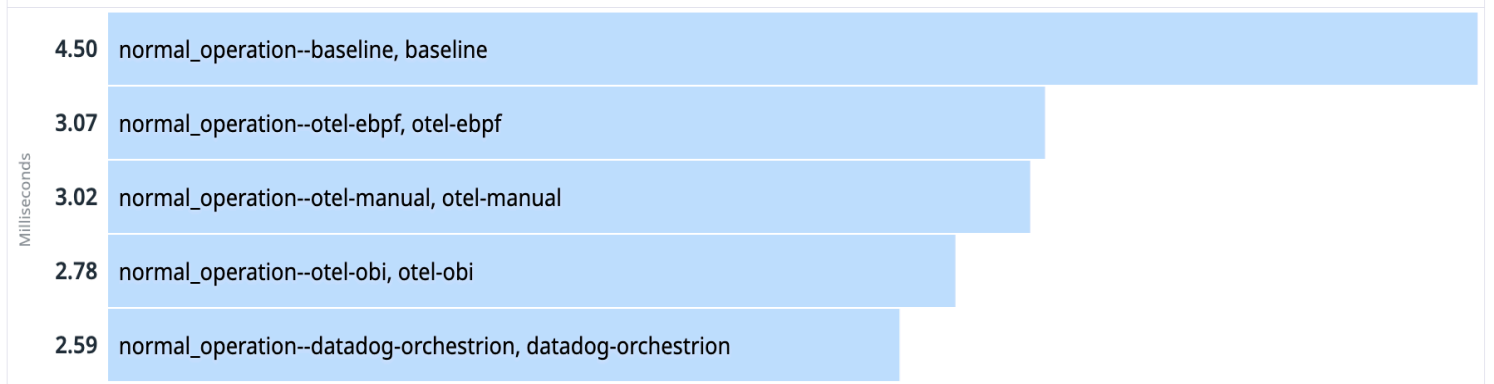 4.50 normal_operation--baseline, baseline
3.07 normal_operation--otel-ebpf, otel-ebpf
Milliseconds
3.02 normal_operation--otel-manual, otel-manual
2.78 normal_operation--otel-obi, otel-obi
2.59 normal_operation--datadog-orchestrion, datadog-orchestrion